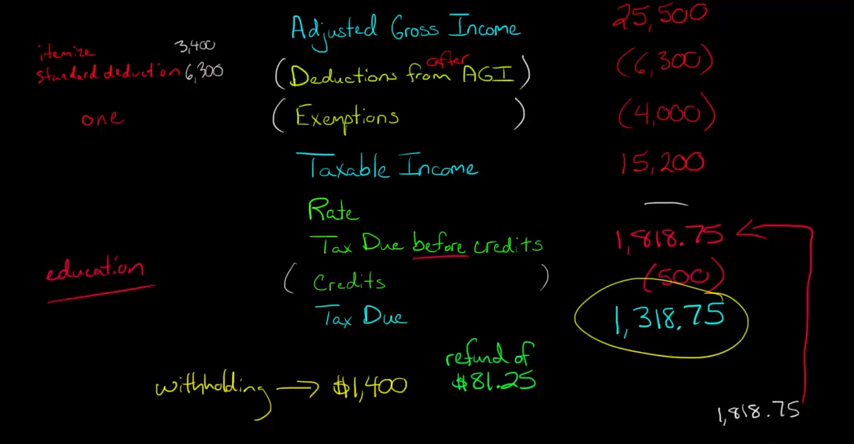 Adjusted Gross Income 25,500
itemize 3,400
standard deduction 6,300 (Deductions from after AGI) (6,300)
one (Exemptions) (4,000)
Taxable Income 15,200
Rate
Tax Due before credits 1,818.75
education (Credits) (500)
Tax Due 1,318.75
withholding → $1,400
refund of
$81.25
1,818.75